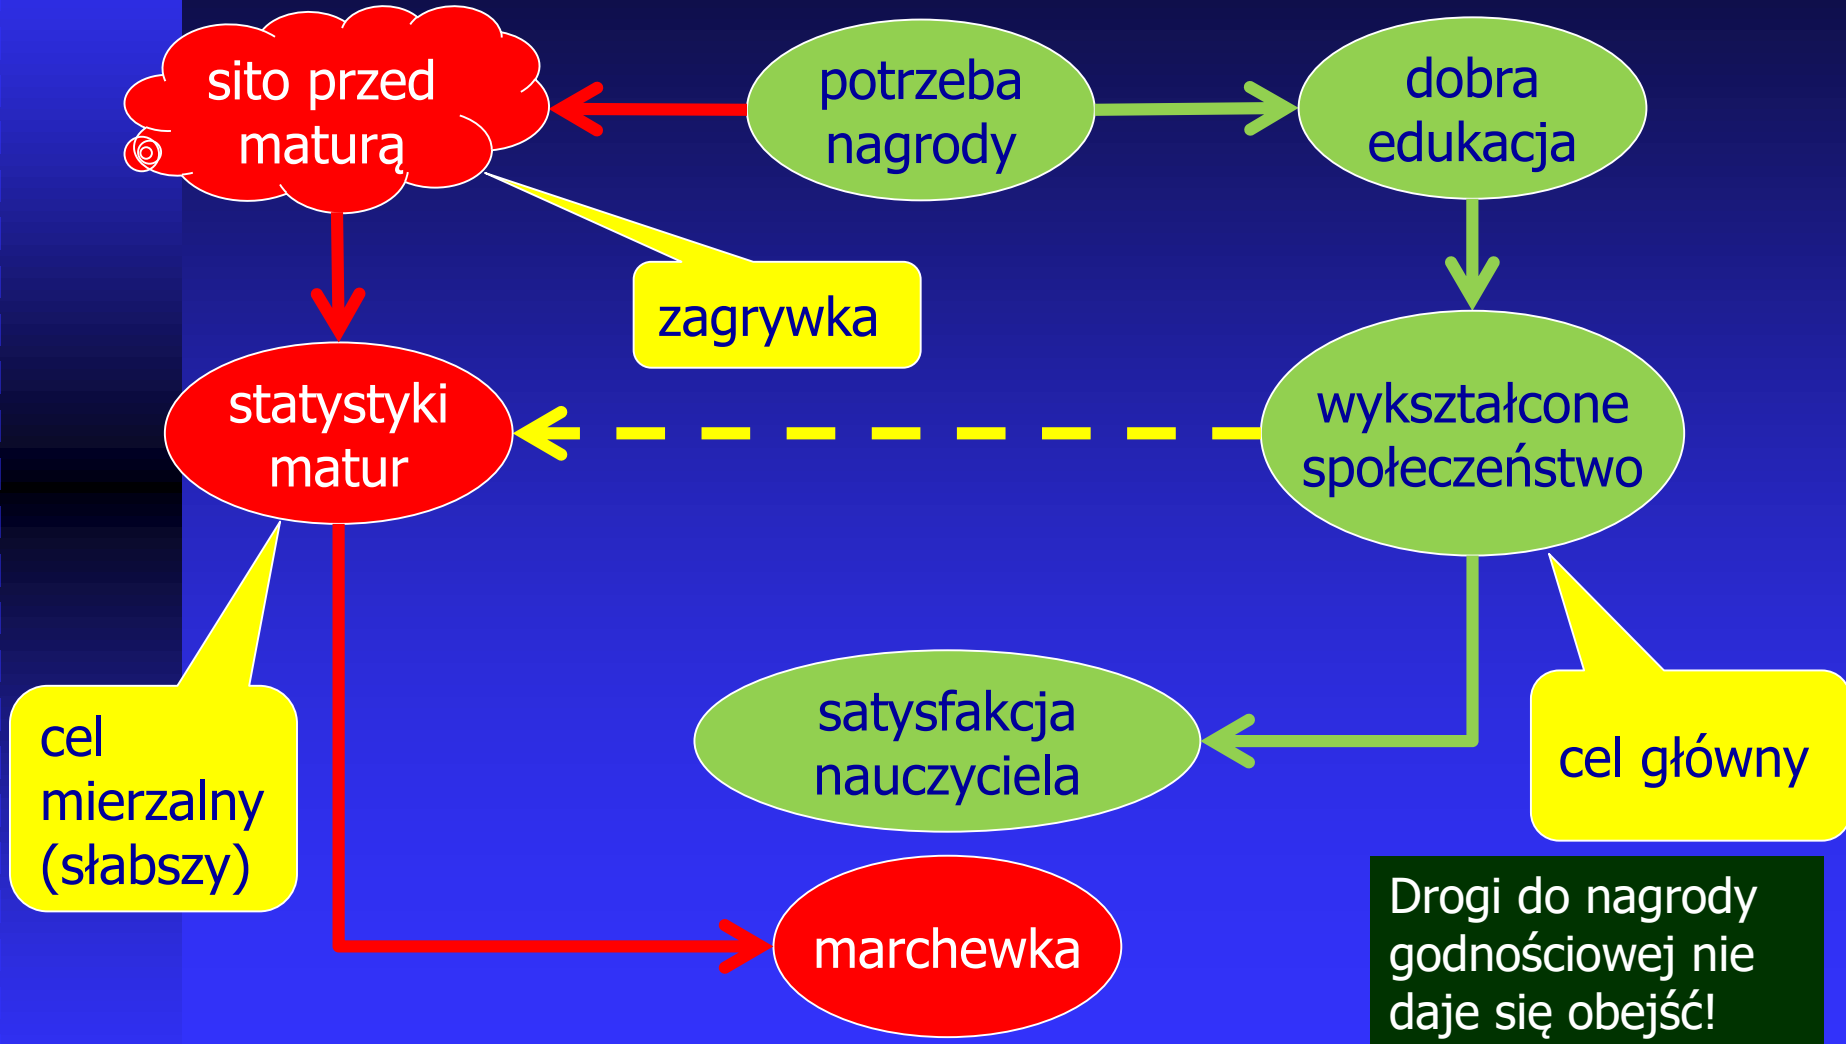 sito przed
maturą
potrzeba
nagrody
dobra
edukacja
zagrywka
statystyki
matur
wykształcone
społeczeństwo
cel
mierzalny
(słabszy)
satysfakcja
nauczyciela
cel główny
marchewka
Drogi do nagrody
godnościowej nie
daje się obejść!